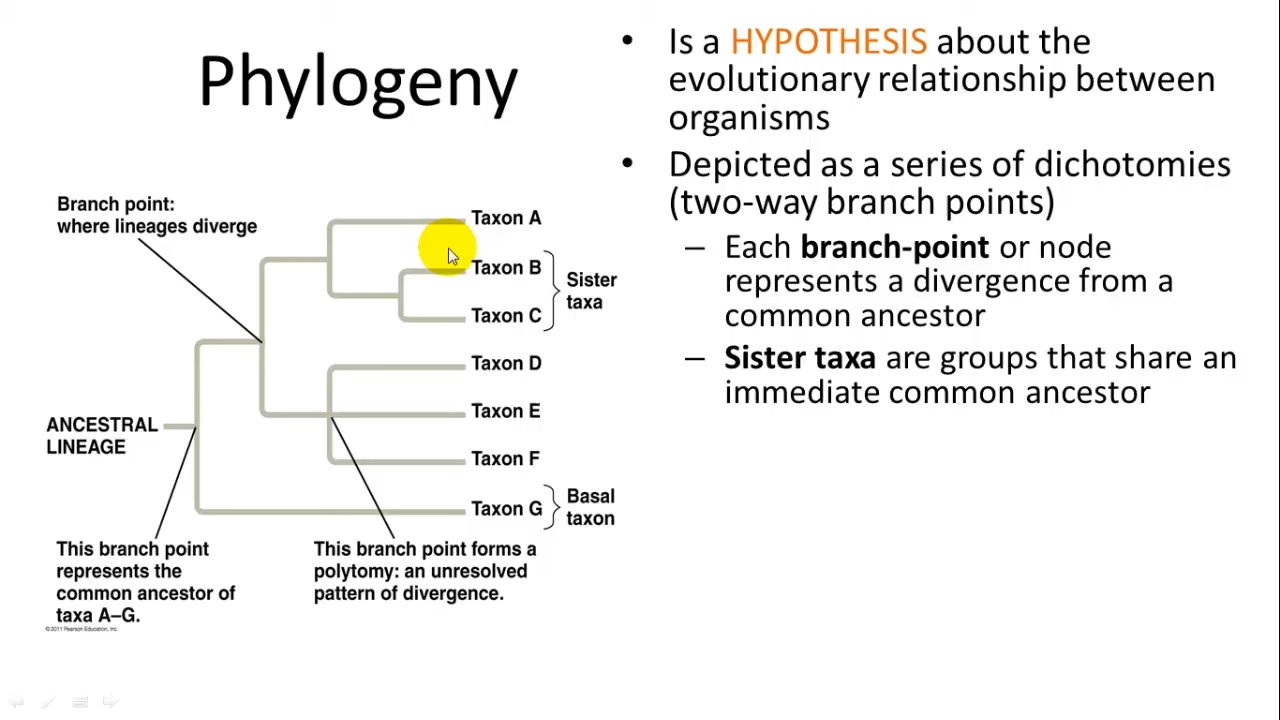 Phylogeny
• Is a HYPOTHESIS about the
evolutionary relationship between
organisms
• Depicted as a series of dichotomies
(two-way branch points)
– Each branch-point or node
represents a divergence from a
common ancestor
– Sister taxa are groups that share an
immediate common ancestor
Branch point:
where lineages diverge
Taxon A
Taxon B
Taxon C
Sister
taxa
Taxon D
Taxon E
Taxon F
ANCESTRAL
LINEAGE
Taxon G
Basal
taxon
This branch point
represents the
common ancestor of
taxa A–G.
This branch point forms a
polytomy: an unresolved
pattern of divergence.
©2011 Pearson Education, Inc.